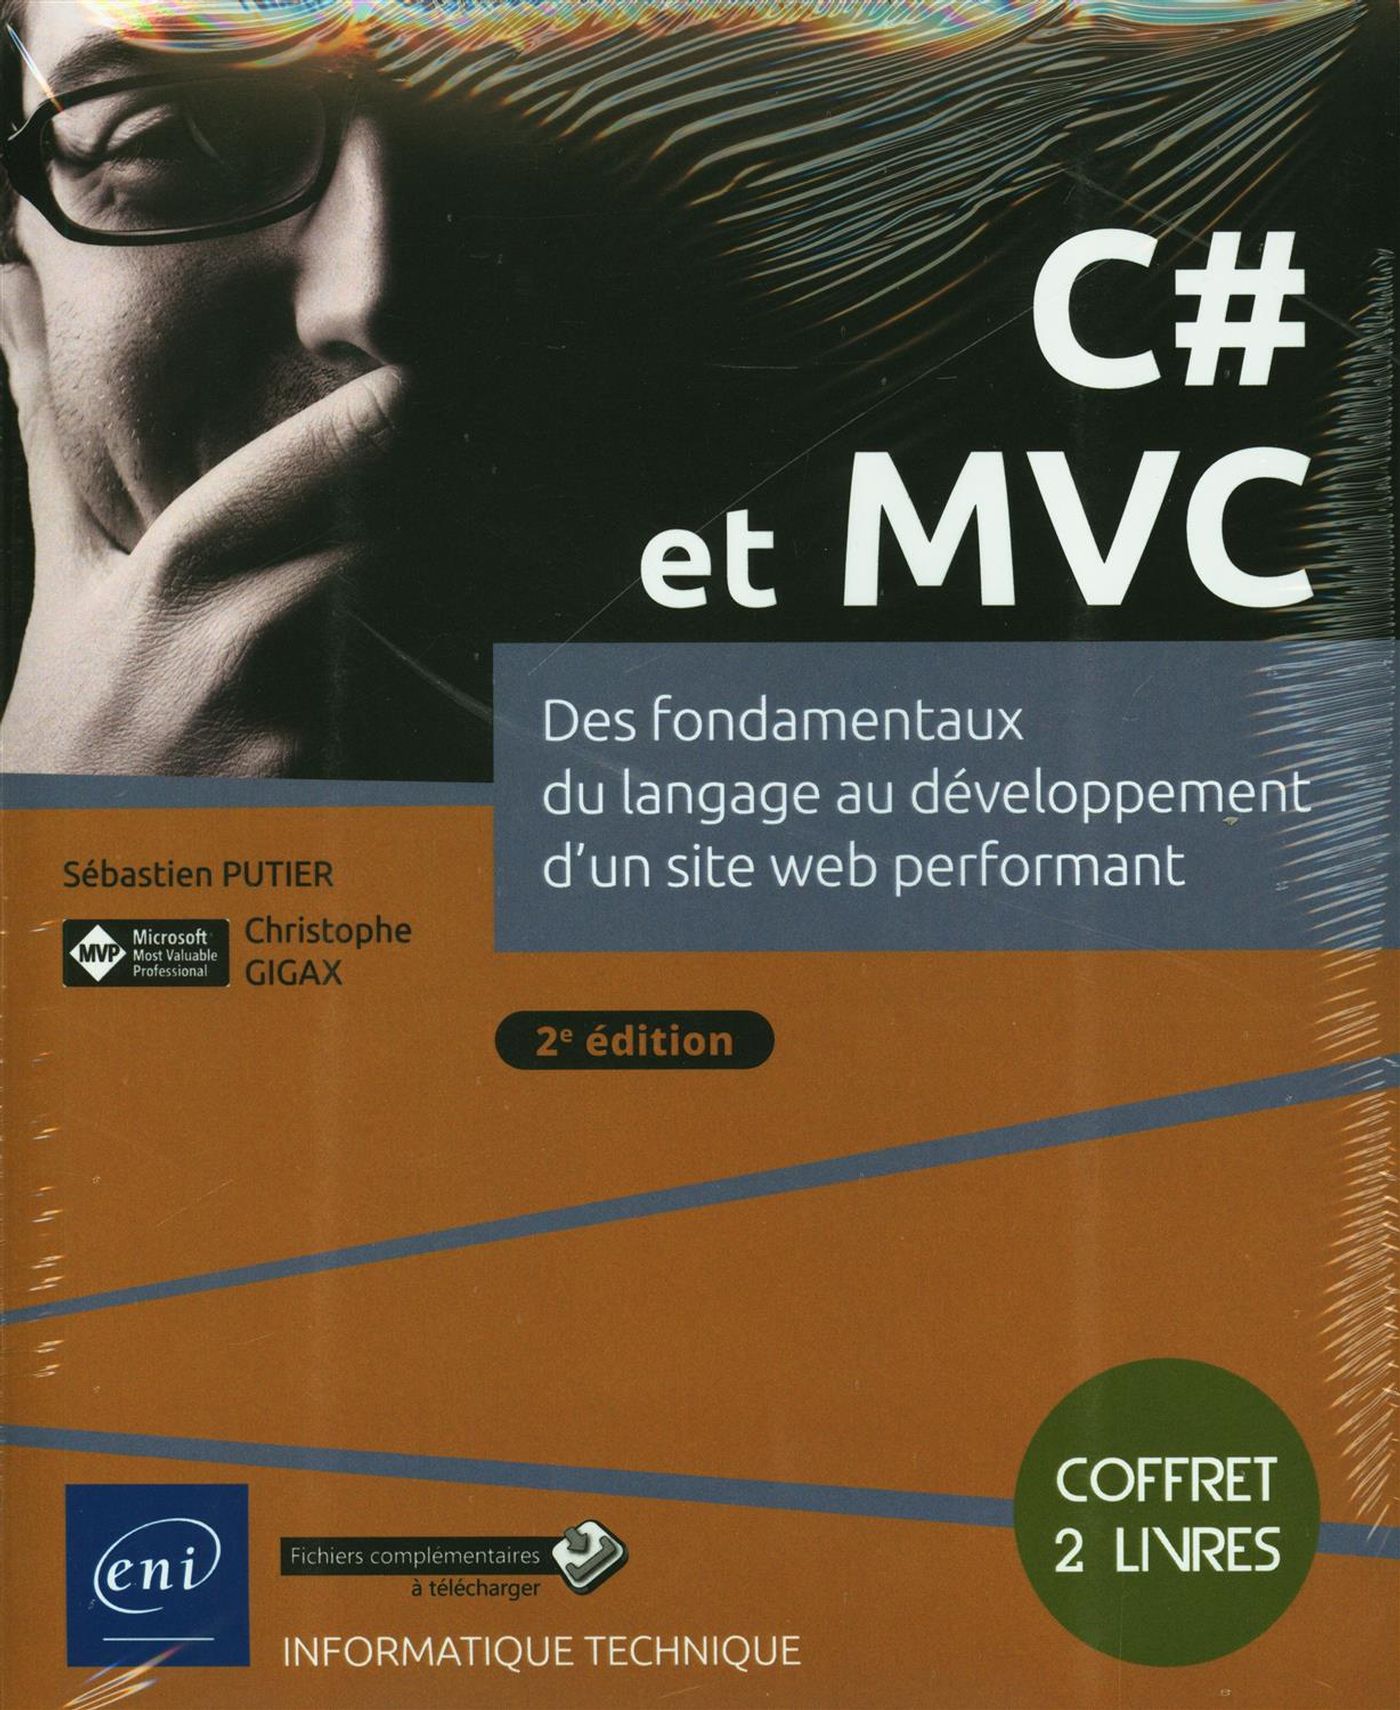 C#
et MVC
Des fondamentaux
du langage au développement
d'un site web performant
Sébastien PUTIER
MVP Microsoft Most Valuable Professional
Christophe
GIGAX
2e édition
COFFRET
2 LIVRES
eni
Fichiers complémentaires
à télécharger
INFORMATIQUE TECHNIQUE